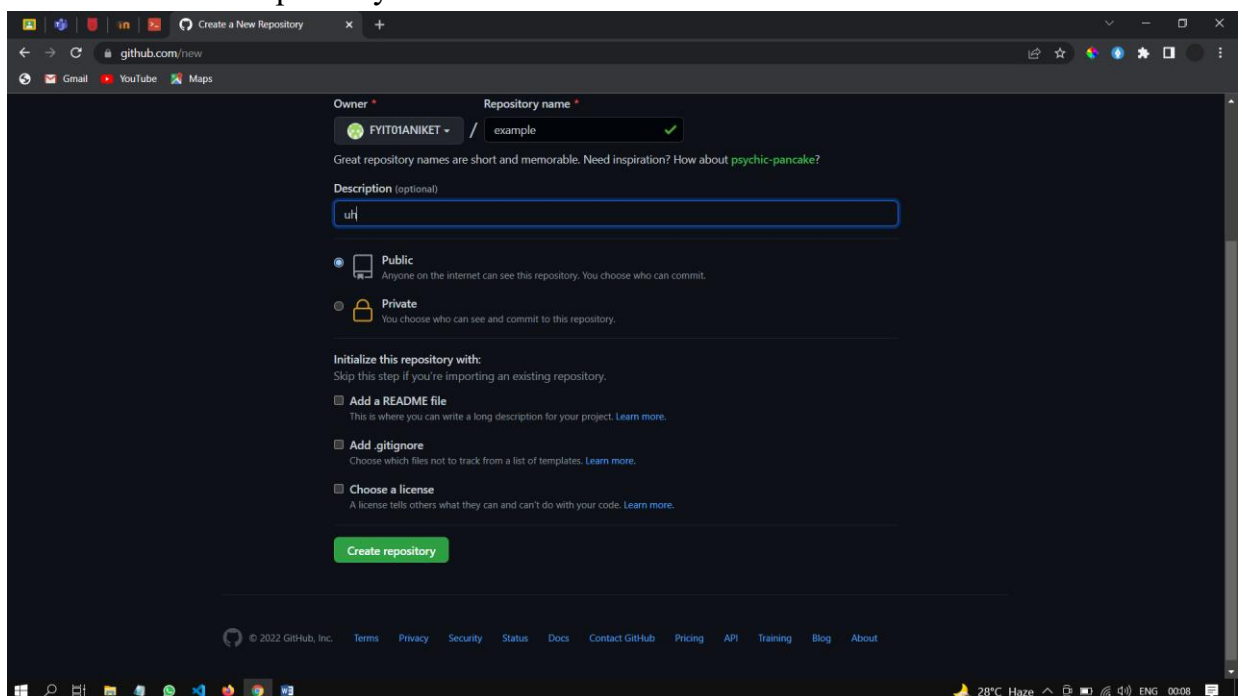 Create a New Repository
github.com/new
Gmail YouTube Maps
Owner * Repository name *
FYIT01ANIKET / example
Great repository names are short and memorable. Need inspiration? How about psychic-pancake?
Description (optional)
uh
Public
Anyone on the internet can see this repository. You choose who can commit.
Private
You choose who can see and commit to this repository.
Initialize this repository with:
Skip this step if you're importing an existing repository.
Add a README file
This is where you can write a long description for your project. Learn more.
Add .gitignore
Choose which files not to track from a list of templates. Learn more.
Choose a license
A license tells others what they can and can't do with your code. Learn more.
Create repository
© 2022 GitHub, Inc. Terms Privacy Security Status Docs Contact GitHub Pricing API Training Blog About
28°C Haze ENG 00:08